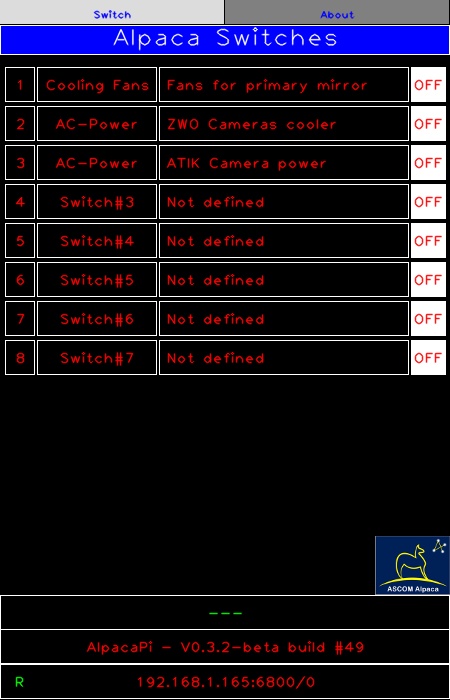 Switch About
Alpaca Switches
1 Cooling Fans Fans for primary mirror OFF
2 AC-Power ZWO Cameras cooler OFF
3 AC-Power ATIK Camera power OFF
4 Switch#3 Not defined OFF
5 Switch#4 Not defined OFF
6 Switch#5 Not defined OFF
7 Switch#6 Not defined OFF
8 Switch#7 Not defined OFF
ASCOM Alpaca
---
AlpacaPi - V0.3.2-beta build #49
R 192.168.1.165:6800/0